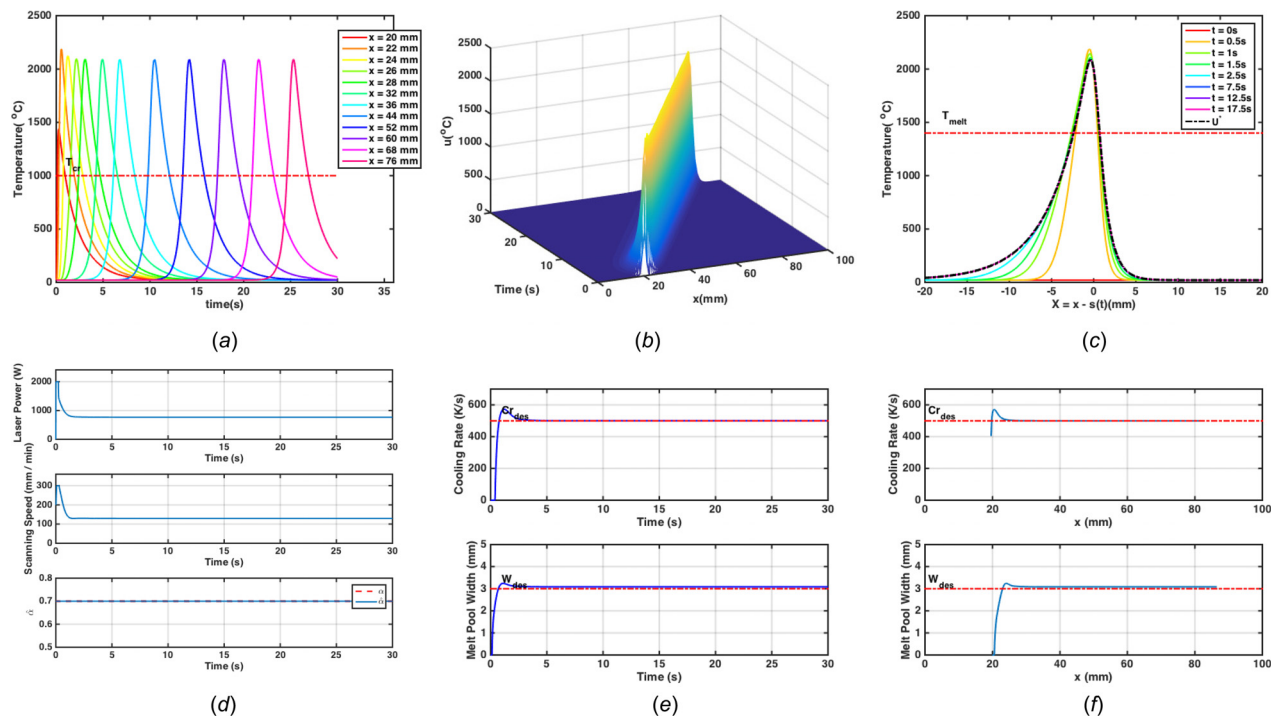 2500
2000
1500
1000
500
0
Temperature( °C)
T_cr
x = 20 mm
x = 22 mm
x = 24 mm
x = 26 mm
x = 28 mm
x = 32 mm
x = 36 mm
x = 44 mm
x = 52 mm
x = 60 mm
x = 68 mm
x = 76 mm
0 5 10 15 20 25 30 35
time(s)
(a)
2500
2000
1500
1000
500
0
u(°C)
30
20
10
0
Time (s)
0 20 40 60 80 100
x(mm)
(b)
2500
2000
1500
1000
500
0
Temperature( °C)
T_melt
t = 0s
t = 0.5s
t = 1s
t = 1.5s
t = 2.5s
t = 7.5s
t = 12.5s
t = 17.5s
U*
-20 -15 -10 -5 0 5 10 15 20
X = x - s(t)(mm)
(c)
Laser Power (W)
2000
1000
0
0 5 10 15 20 25 30
Time (s)
Scanning Speed (mm / min)
300
200
100
0
0 5 10 15 20 25 30
Time (s)
α̂
0.8
0.7
0.6
0.5
α
α̂
0 5 10 15 20 25 30
Time (s)
(d)
Cooling Rate (K/s)
600
400
200
0
Cr_des
0 5 10 15 20 25 30
Time (s)
Melt Pool Width (mm)
5
4
3
2
1
0
W_des
0 5 10 15 20 25 30
Time (s)
(e)
Cooling Rate (K/s)
600
400
200
0
Cr_des
0 20 40 60 80 100
x (mm)
Melt Pool Width (mm)
5
4
3
2
1
0
W_des
0 20 40 60 80 100
x (mm)
(f)